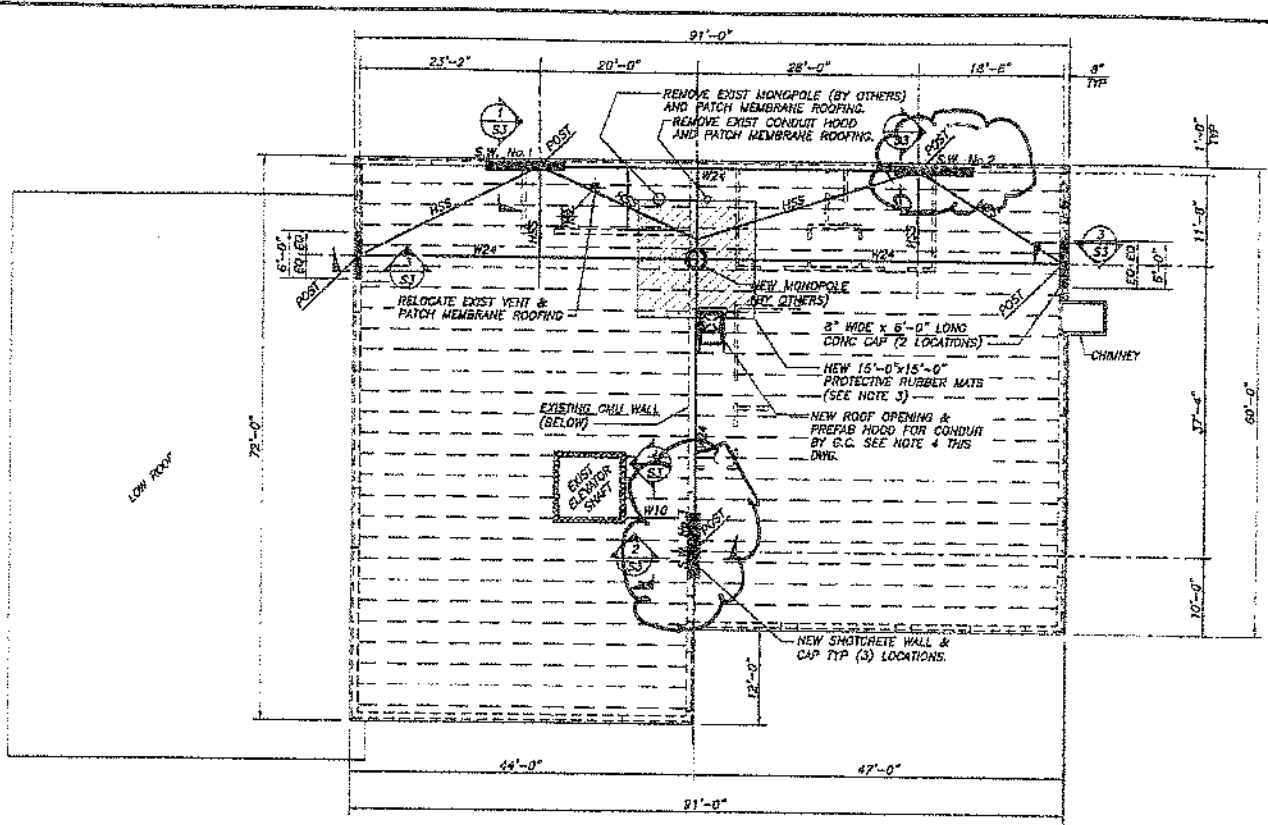 91'-0"
23'-2"
20'-0"
28'-0"
8"
TYP
REMOVE EXIST MONOPOLE (BY OTHERS)
AND PATCH MEMBRANE ROOFING.
REMOVE EXIST CONDUIT HOOD
AND PATCH MEMBRANE ROOFING.
1
S3
POST
S.W. No.1
S3
POST
S.W. No.2
1'-0"
TYP
W24
HSS
HSS
HSS
HSS
11'-8"
6'-0"
EQ
EQ
POST
3
S3
W24
W24
3
S3
EQ
EQ
6'-0"
RELOCATE EXIST VENT &
PATCH MEMBRANE ROOFING
NEW MONOPOLE
(BY OTHERS)
POST
8" WIDE x 6'-0" LONG
CONC CAP (2 LOCATIONS)
CHIMNEY
NEW 15'-0"x15'-0"
PROTECTIVE RUBBER MATS
(SEE NOTE 3)
EXISTING CMU WALL
(BELOW)
NEW ROOF OPENING &
PREFAB HOOD FOR CONDUIT
BY G.C. SEE NOTE 4 THIS
DWG.
37'-4"
60'-0"
72'-0"
LOW ROOF
EXIST
ELEVATOR
SHAFT
S3
W24
W10
POST
2
S3
10'-0"
NEW SHOTCRETE WALL &
CAP TYP (3) LOCATIONS.
12'-0"
44'-0"
47'-0"
91'-0"